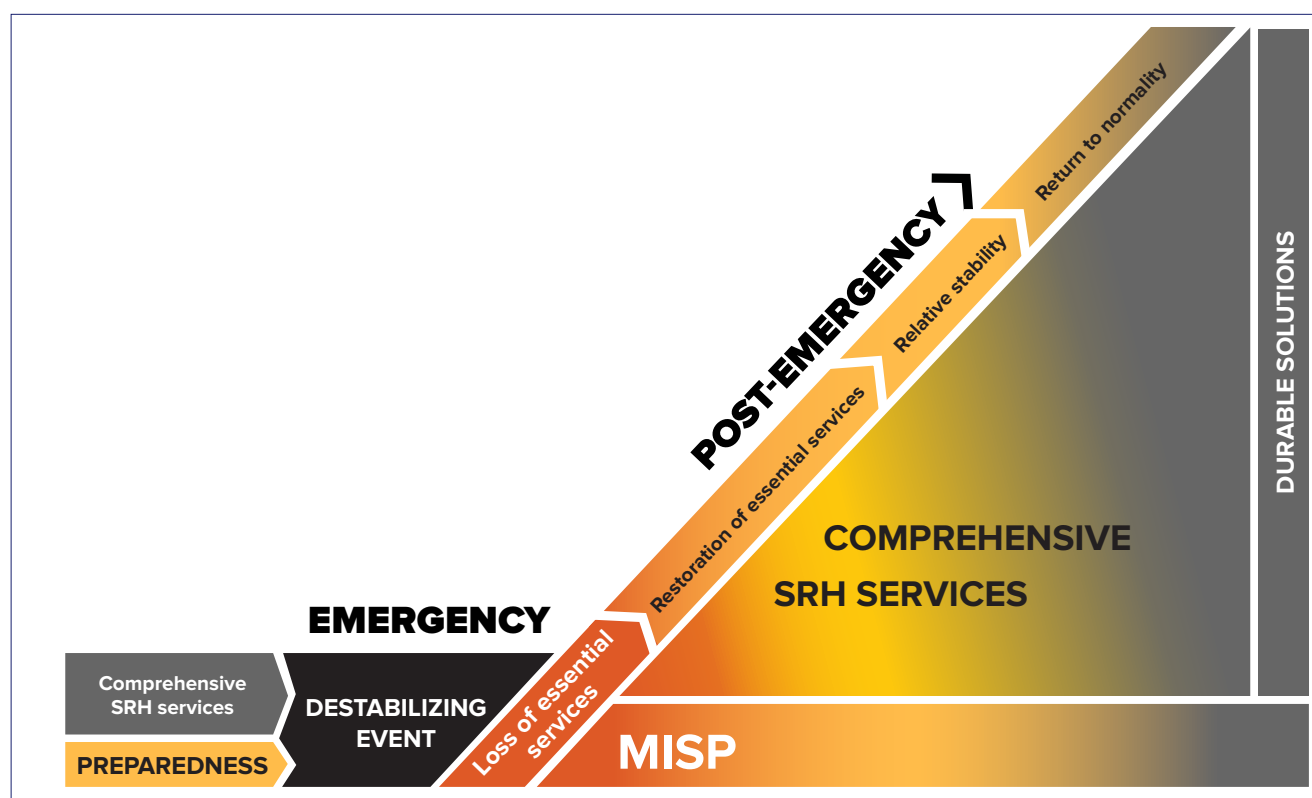 Comprehensive
SRH services
PREPAREDNESS
EMERGENCY
DESTABILIZING
EVENT
Loss of essential
services
POST-EMERGENCY
Restoration of essential services
Relative stability
Return to normality
COMPREHENSIVE
SRH SERVICES
MISP
DURABLE SOLUTIONS